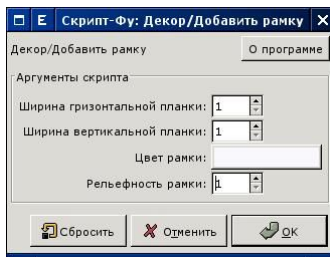 Скрипт-Фу: Декор/Добавить рамку
Декор/Добавить рамку
О программе
Аргументы скрипта
Ширина гризонтальной планки: 1
Ширина вертикальной планки: 1
Цвет рамки:
Рельефность рамки: 1
Сбросить
Отменить
OK